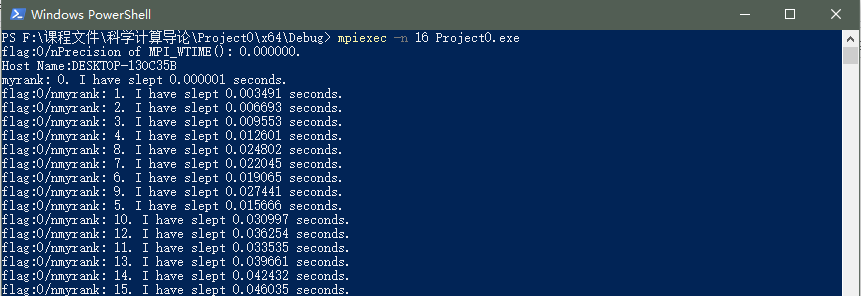 Windows PowerShell
PS F:\课程文件\科学计算导论\Project0\x64\Debug> mpiexec -n 16 Project0.exe
flag:0/nPrecision of MPI_WTIME(): 0.000000.
Host Name:DESKTOP-130C35B
myrank: 0. I have slept 0.000001 seconds.
flag:0/nmyrank: 1. I have slept 0.003491 seconds.
flag:0/nmyrank: 2. I have slept 0.006693 seconds.
flag:0/nmyrank: 3. I have slept 0.009553 seconds.
flag:0/nmyrank: 4. I have slept 0.012601 seconds.
flag:0/nmyrank: 8. I have slept 0.024802 seconds.
flag:0/nmyrank: 7. I have slept 0.022045 seconds.
flag:0/nmyrank: 6. I have slept 0.019065 seconds.
flag:0/nmyrank: 9. I have slept 0.027441 seconds.
flag:0/nmyrank: 5. I have slept 0.015666 seconds.
flag:0/nmyrank: 10. I have slept 0.030997 seconds.
flag:0/nmyrank: 12. I have slept 0.036254 seconds.
flag:0/nmyrank: 11. I have slept 0.033535 seconds.
flag:0/nmyrank: 13. I have slept 0.039661 seconds.
flag:0/nmyrank: 14. I have slept 0.042432 seconds.
flag:0/nmyrank: 15. I have slept 0.046035 seconds.